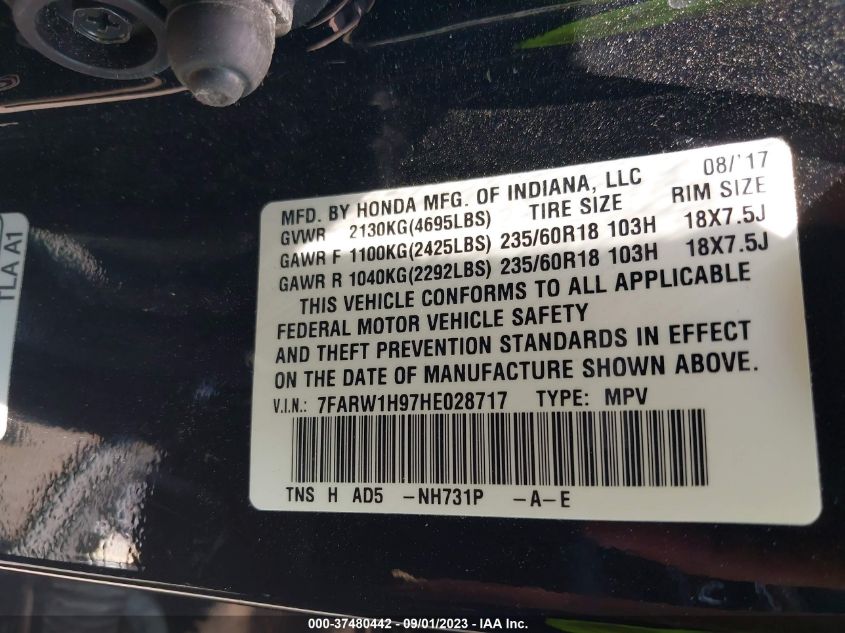 TLA A1
MFD. BY HONDA MFG. OF INDIANA, LLC 08/'17
GVWR 2130KG(4695LBS) TIRE SIZE RIM SIZE
GAWR F 1100KG(2425LBS) 235/60R18 103H 18X7.5J
GAWR R 1040KG(2292LBS) 235/60R18 103H 18X7.5J
THIS VEHICLE CONFORMS TO ALL APPLICABLE
FEDERAL MOTOR VEHICLE SAFETY
AND THEFT PREVENTION STANDARDS IN EFFECT
ON THE DATE OF MANUFACTURE SHOWN ABOVE.
V.I.N.: 7FARW1H97HE028717 TYPE: MPV
TNS H AD5 -NH731P -A-E
000-37480442 - 09/01/2023 - IAA Inc.